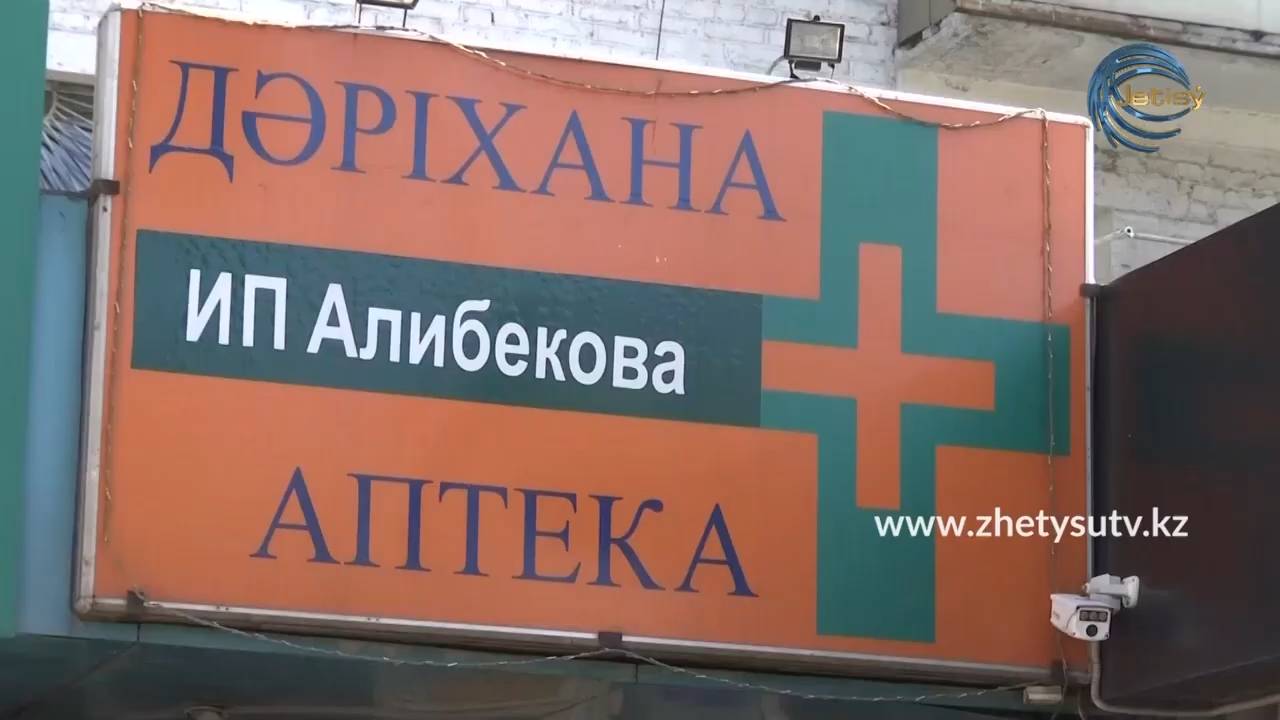 Jetisý
ДӘРІХАНА
ИП Алибекова
АПТЕКА
www.zhetysutv.kz